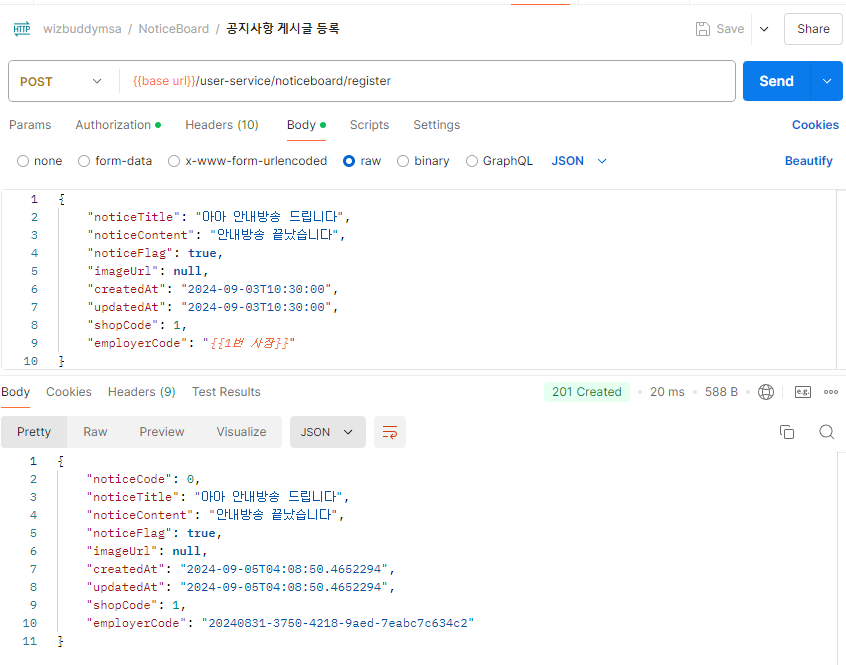 HTTP wizbuddymsa / NoticeBoard / 공지사항 게시글 등록 Save Share
POST {{base url}}/user-service/noticeboard/register Send
Params Authorization Headers (10) Body Scripts Settings Cookies
none form-data x-www-form-urlencoded raw binary GraphQL JSON Beautify
1 {
2 "noticeTitle": "아아 안내방송 드립니다",
3 "noticeContent": "안내방송 끝났습니다",
4 "noticeFlag": true,
5 "imageUrl": null,
6 "createdAt": "2024-09-03T10:30:00",
7 "updatedAt": "2024-09-03T10:30:00",
8 "shopCode": 1,
9 "employerCode": "{{1번 사장}}"
10 }
Body Cookies Headers (9) Test Results 201 Created 20 ms 588 B e.g.
Pretty Raw Preview Visualize JSON
1 {
2 "noticeCode": 0,
3 "noticeTitle": "아아 안내방송 드립니다",
4 "noticeContent": "안내방송 끝났습니다",
5 "noticeFlag": true,
6 "imageUrl": null,
7 "createdAt": "2024-09-05T04:08:50.4652294",
8 "updatedAt": "2024-09-05T04:08:50.4652294",
9 "shopCode": 1,
10 "employerCode": "20240831-3750-4218-9aed-7eabc7c634c2"
11 }